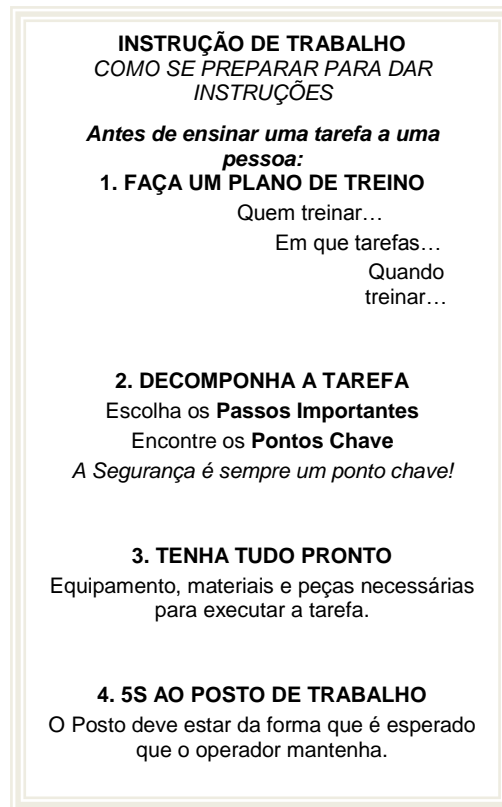 INSTRUÇÃO DE TRABALHO
COMO SE PREPARAR PARA DAR
INSTRUÇÕES
Antes de ensinar uma tarefa a uma
pessoa:
1. FAÇA UM PLANO DE TREINO
Quem treinar…
Em que tarefas…
Quando
treinar…
2. DECOMPONHA A TAREFA
Escolha os Passos Importantes
Encontre os Pontos Chave
A Segurança é sempre um ponto chave!
3. TENHA TUDO PRONTO
Equipamento, materiais e peças necessárias
para executar a tarefa.
4. 5S AO POSTO DE TRABALHO
O Posto deve estar da forma que é esperado
que o operador mantenha.